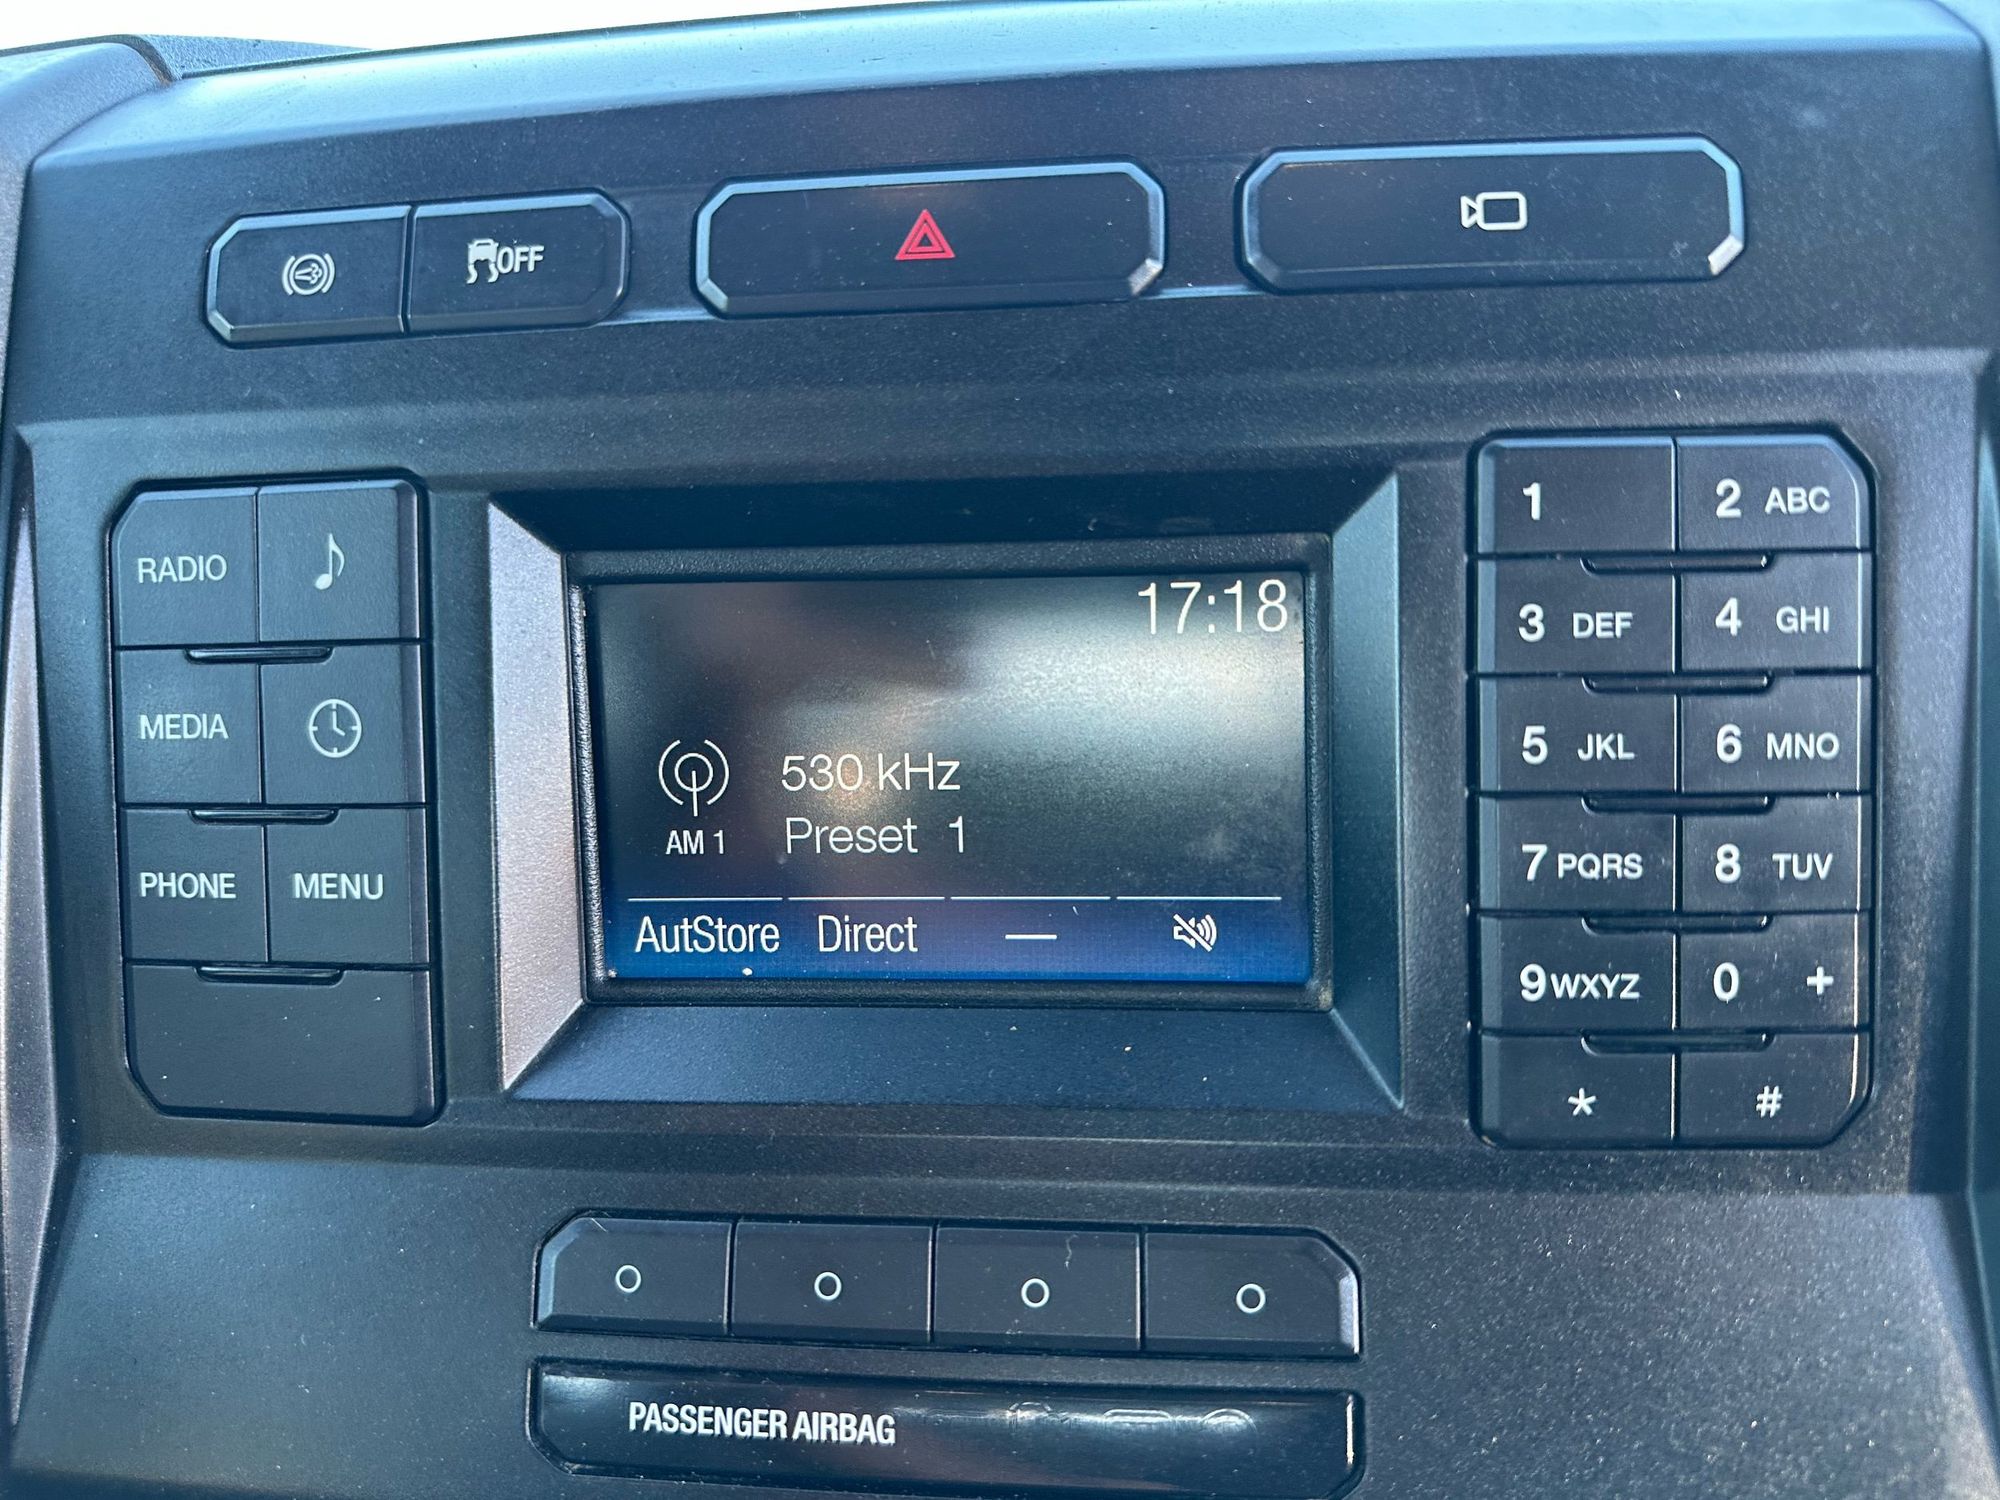 OFF
RADIO
MEDIA
PHONE MENU
17:18
530 kHz
AM 1 Preset 1
AutStore Direct —
1 2 ABC
3 DEF 4 GHI
5 JKL 6 MNO
7 PQRS 8 TUV
9 WXYZ 0 +
* #
PASSENGER AIRBAG